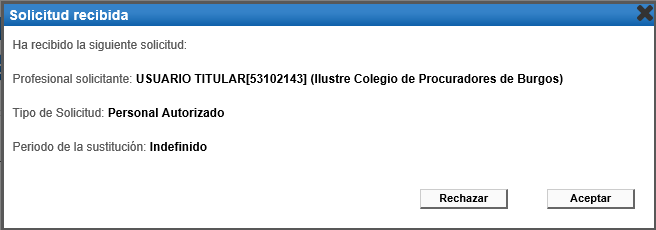 Solicitud recibida
Ha recibido la siguiente solicitud:
Profesional solicitante: USUARIO TITULAR[53102143] (Ilustre Colegio de Procuradores de Burgos)
Tipo de Solicitud: Personal Autorizado
Periodo de la sustitución: Indefinido
Rechazar Aceptar